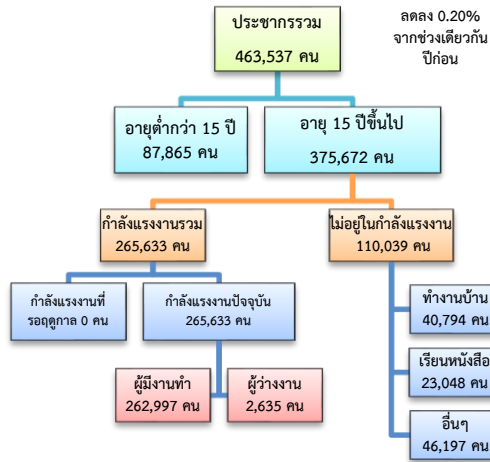 ประชากรรวม
463,537 คน
ลดลง 0.20%
จากช่วงเดียวกัน
ปีก่อน
อายุต่ำกว่า 15 ปี
87,865 คน
อายุ 15 ปีขึ้นไป
375,672 คน
กำลังแรงงานรวม
265,633 คน
ไม่อยู่ในกำลังแรงงาน
110,039 คน
กำลังแรงงานที่
รอฤดูกาล 0 คน
กำลังแรงงานปัจจุบัน
265,633 คน
ทำงานบ้าน
40,794 คน
ผู้มีงานทำ
262,997 คน
ผู้ว่างงาน
2,635 คน
เรียนหนังสือ
23,048 คน
อื่นๆ
46,197 คน